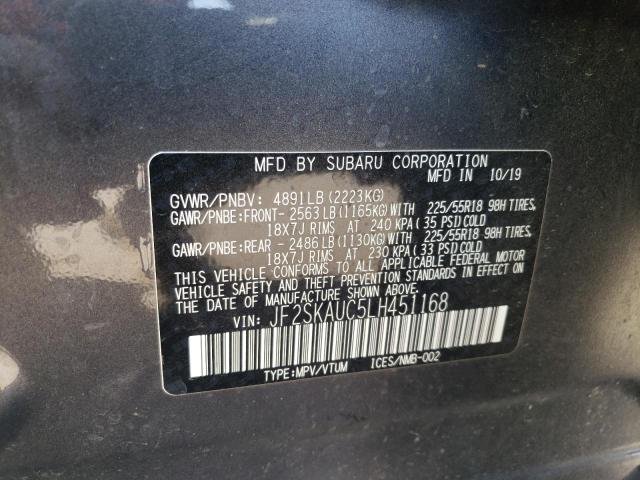 MFD BY SUBARU CORPORATION
MFD IN 10/19
GVWR/PNBV: 4891LB (2223KG)
GAWR/PNBE:FRONT- 2563 LB (1165KG) WITH 225/55R18 98H TIRES,
18X7J RIMS AT 240 KPA (35 PSI) COLD
GAWR/PNBE:REAR - 2486 LB (1130KG) WITH 225/55R18 98H TIRES,
18X7J RIMS AT 230 KPA (33 PSI) COLD
THIS VEHICLE CONFORMS TO ALL APPLICABLE FEDERAL MOTOR
VEHICLE SAFETY AND THEFT PREVENTION STANDARDS IN EFFECT ON
THE DATE OF MANUFACTURE SHOWN ABOVE.
VIN: JF2SKAUC5LH451168
TYPE:MPV/VTUM ICES/NMB-002